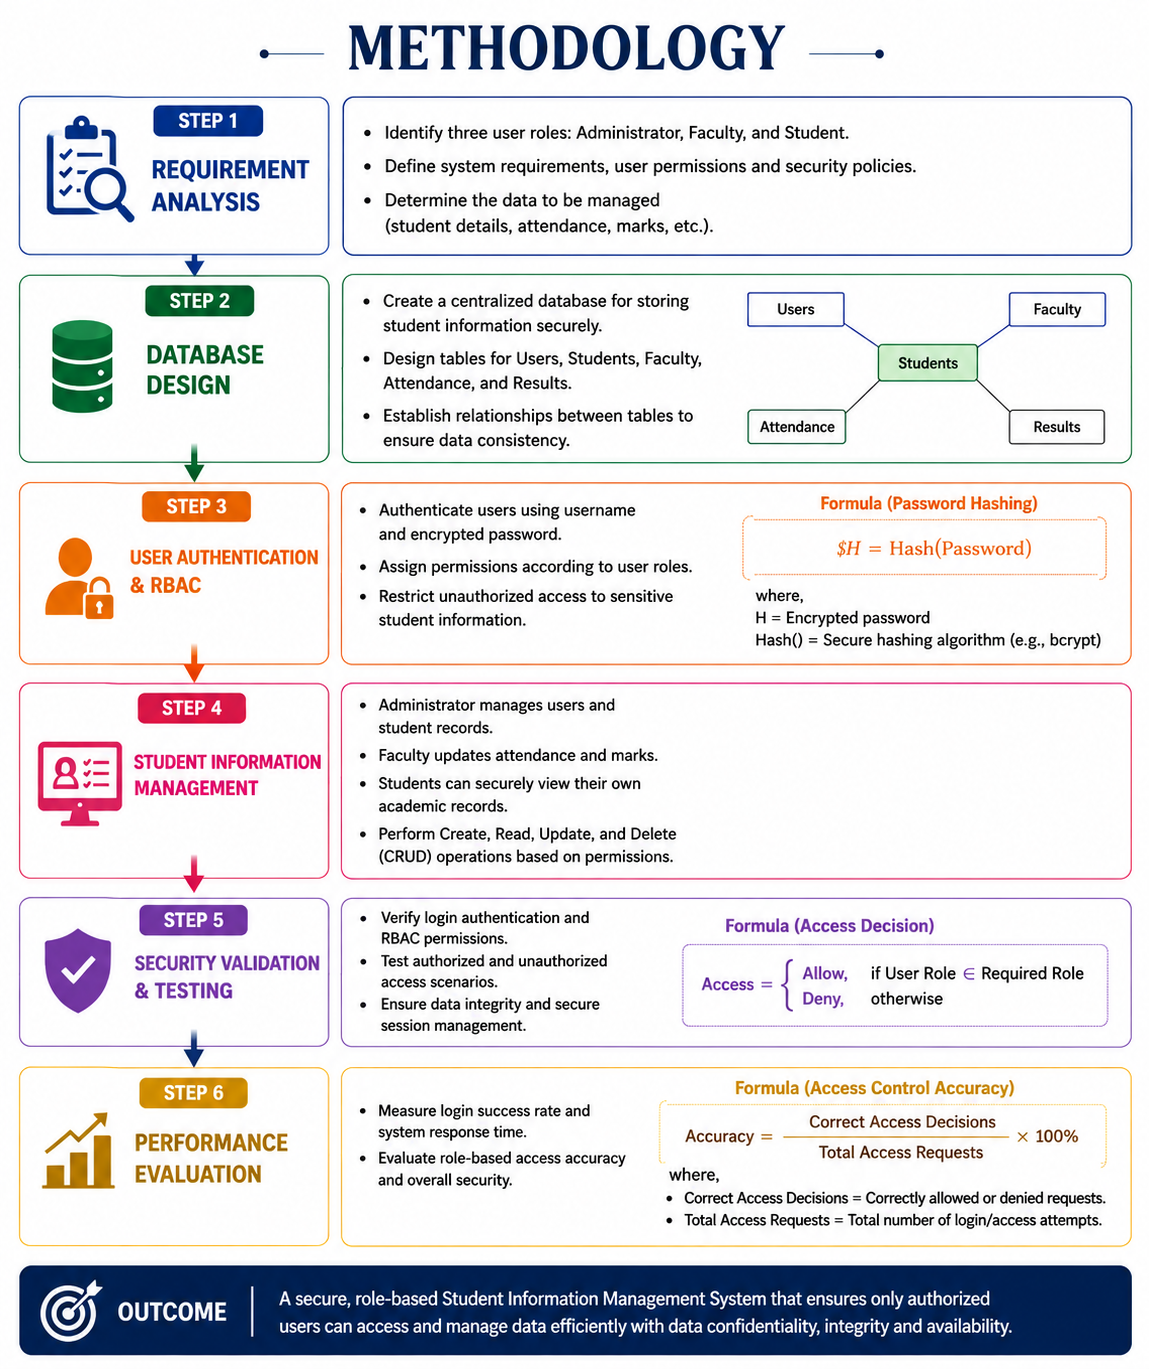 METHODOLOGY
STEP 1
REQUIREMENT
ANALYSIS
• Identify three user roles: Administrator, Faculty, and Student.
• Define system requirements, user permissions and security policies.
• Determine the data to be managed
(student details, attendance, marks, etc.).
STEP 2
DATABASE
DESIGN
• Create a centralized database for storing
student information securely.
• Design tables for Users, Students, Faculty,
Attendance, and Results.
• Establish relationships between tables to
ensure data consistency.
Users
Faculty
Students
Attendance
Results
STEP 3
USER AUTHENTICATION
& RBAC
• Authenticate users using username
and encrypted password.
• Assign permissions according to user roles.
• Restrict unauthorized access to sensitive
student information.
Formula (Password Hashing)
$H = Hash(Password)
where,
H = Encrypted password
Hash() = Secure hashing algorithm (e.g., bcrypt)
STEP 4
STUDENT INFORMATION
MANAGEMENT
• Administrator manages users and
student records.
• Faculty updates attendance and marks.
• Students can securely view their own
academic records.
• Perform Create, Read, Update, and Delete
(CRUD) operations based on permissions.
STEP 5
SECURITY VALIDATION
& TESTING
• Verify login authentication and
RBAC permissions.
• Test authorized and unauthorized
access scenarios.
• Ensure data integrity and secure
session management.
Formula (Access Decision)
Access = { Allow, if User Role ∈ Required Role
Deny, otherwise
STEP 6
PERFORMANCE
EVALUATION
• Measure login success rate and
system response time.
• Evaluate role-based access accuracy
and overall security.
Formula (Access Control Accuracy)
Correct Access Decisions
Accuracy = × 100%
Total Access Requests
where,
• Correct Access Decisions = Correctly allowed or denied requests.
• Total Access Requests = Total number of login/access attempts.
OUTCOME
A secure, role-based Student Information Management System that ensures only authorized
users can access and manage data efficiently with data confidentiality, integrity and availability.